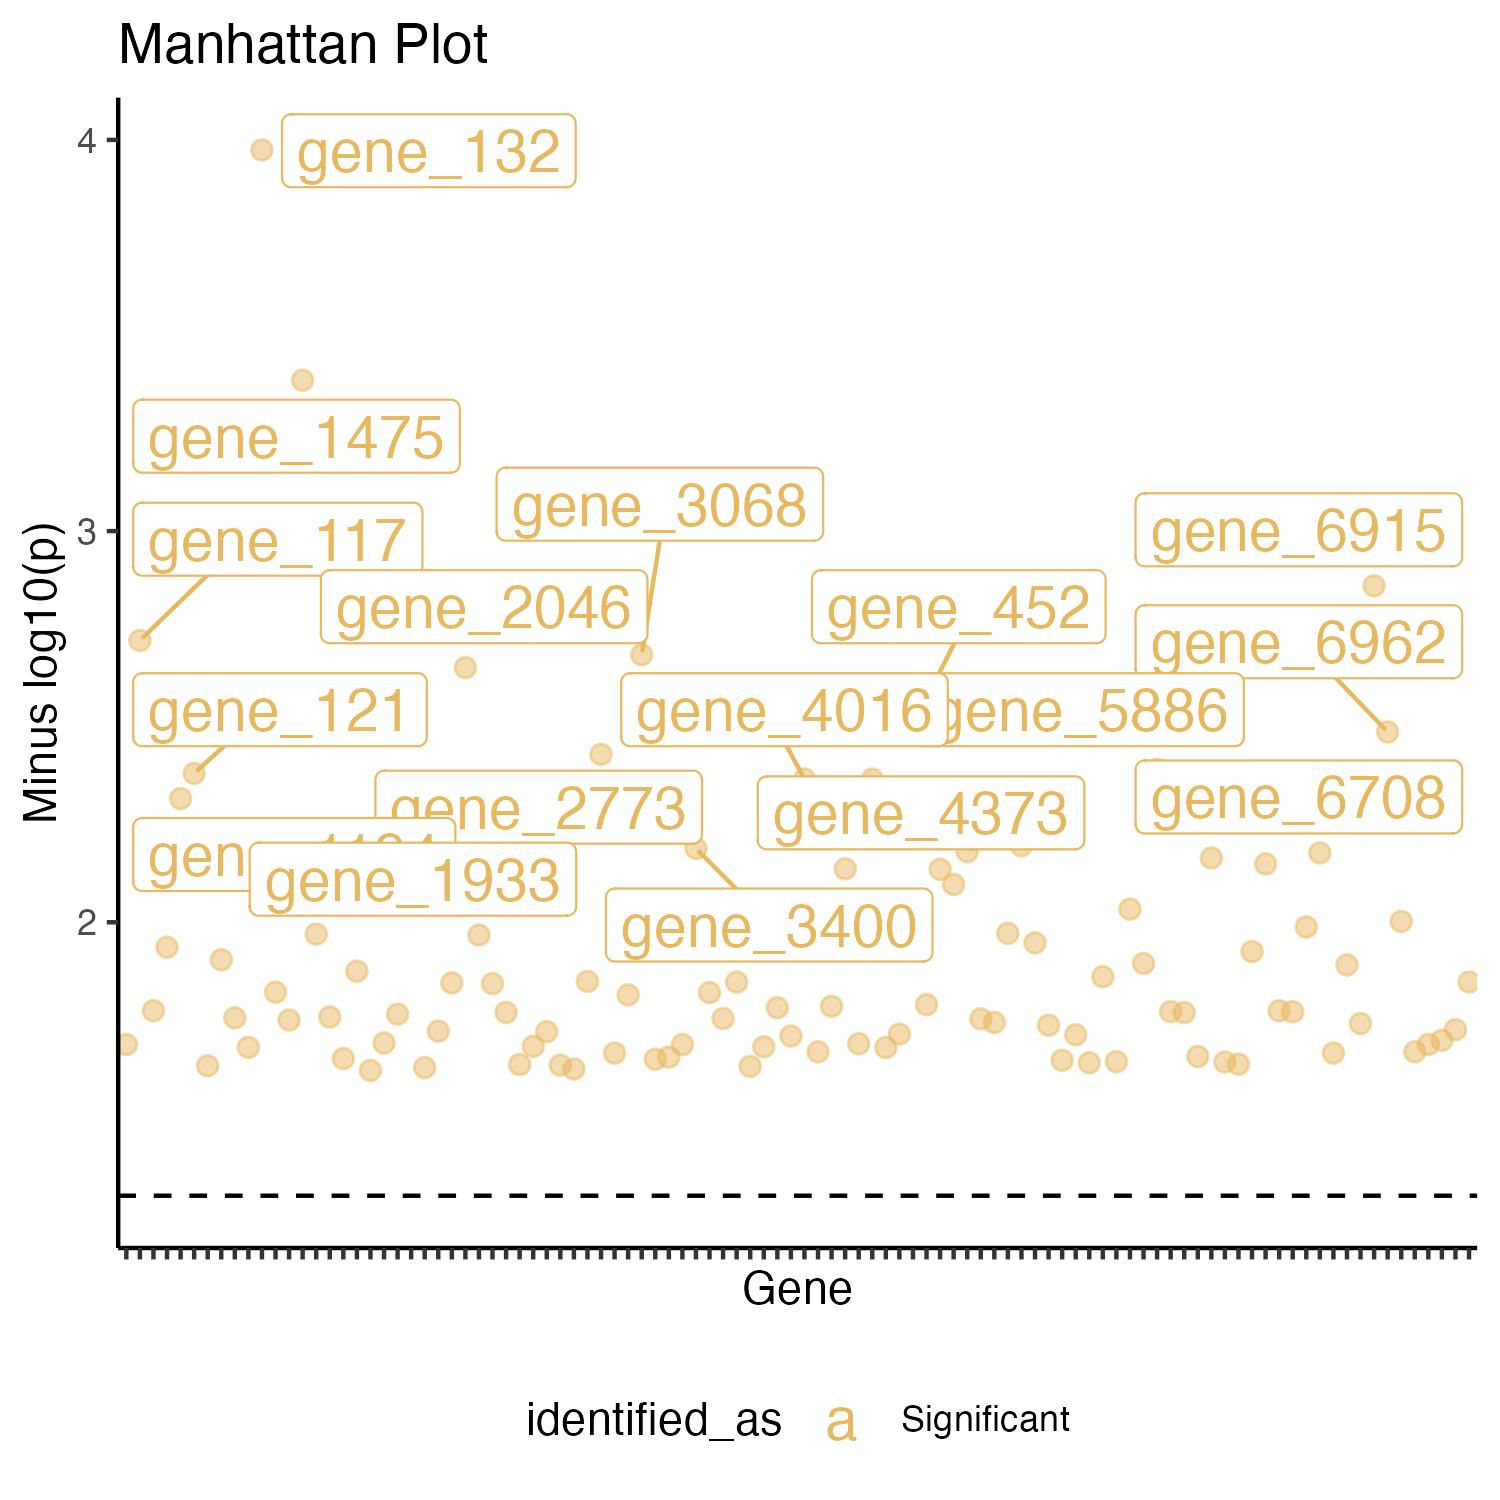 Manhattan Plot
4
gene_132
gene_1475
gene_3068
gene_6915
gene_117
3
gene_2046
gene_452
gene_6962
gene_121
gene_4016
gene_5886
gene_2773
gene_4373
gene_6708
gene_1933
gene_3400
2
Minus log10(p)
Gene
identified_as a Significant